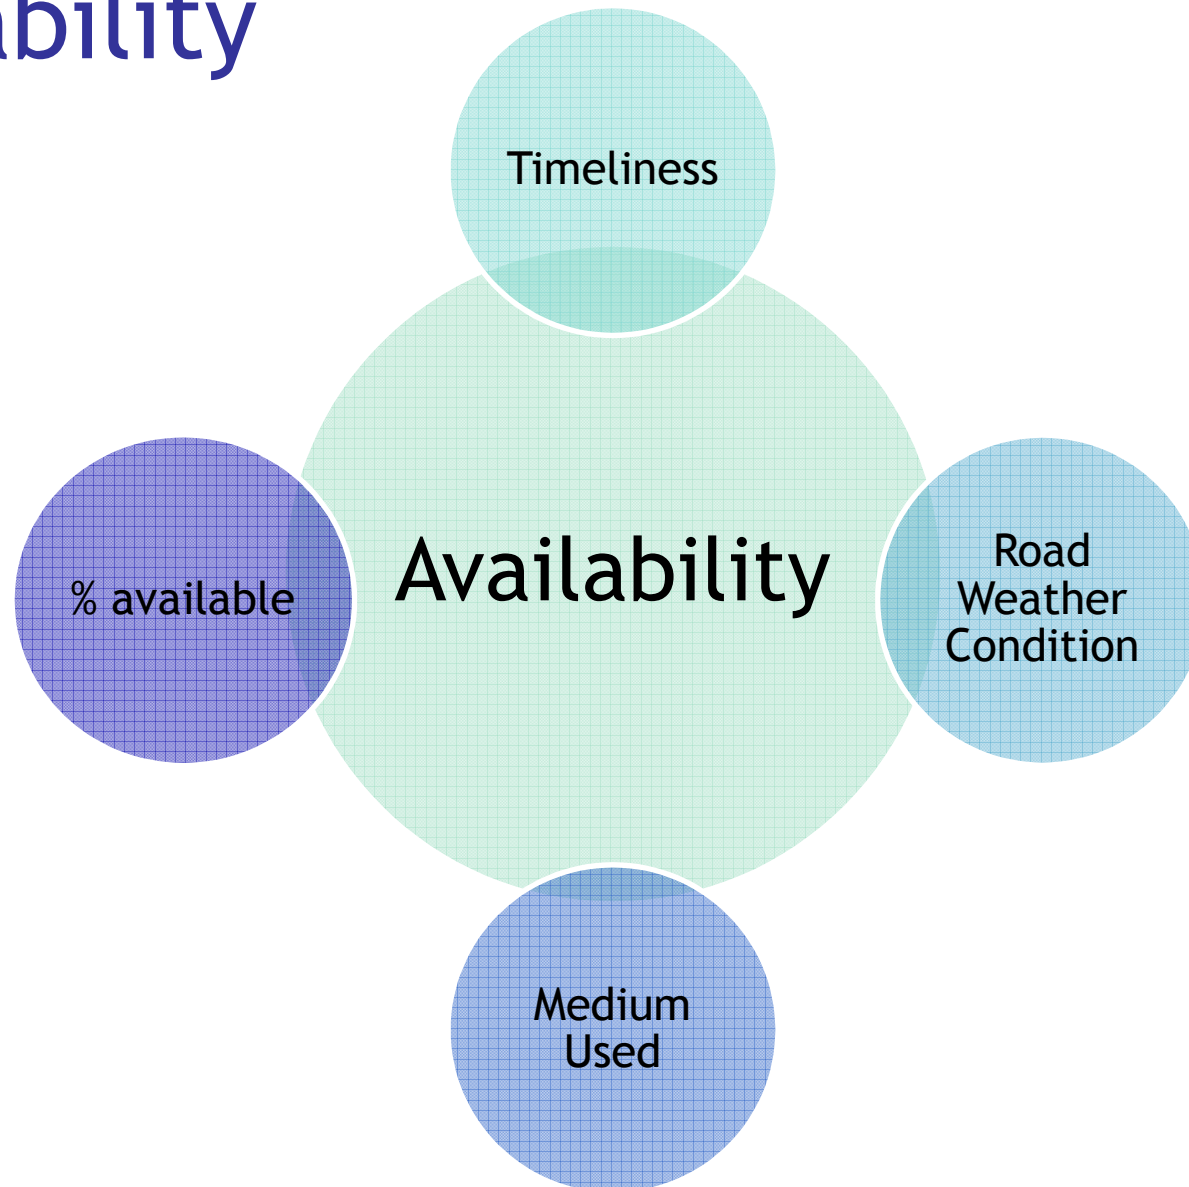 ability
Timeliness
% available
Availability
Road
Weather
Condition
Medium
Used